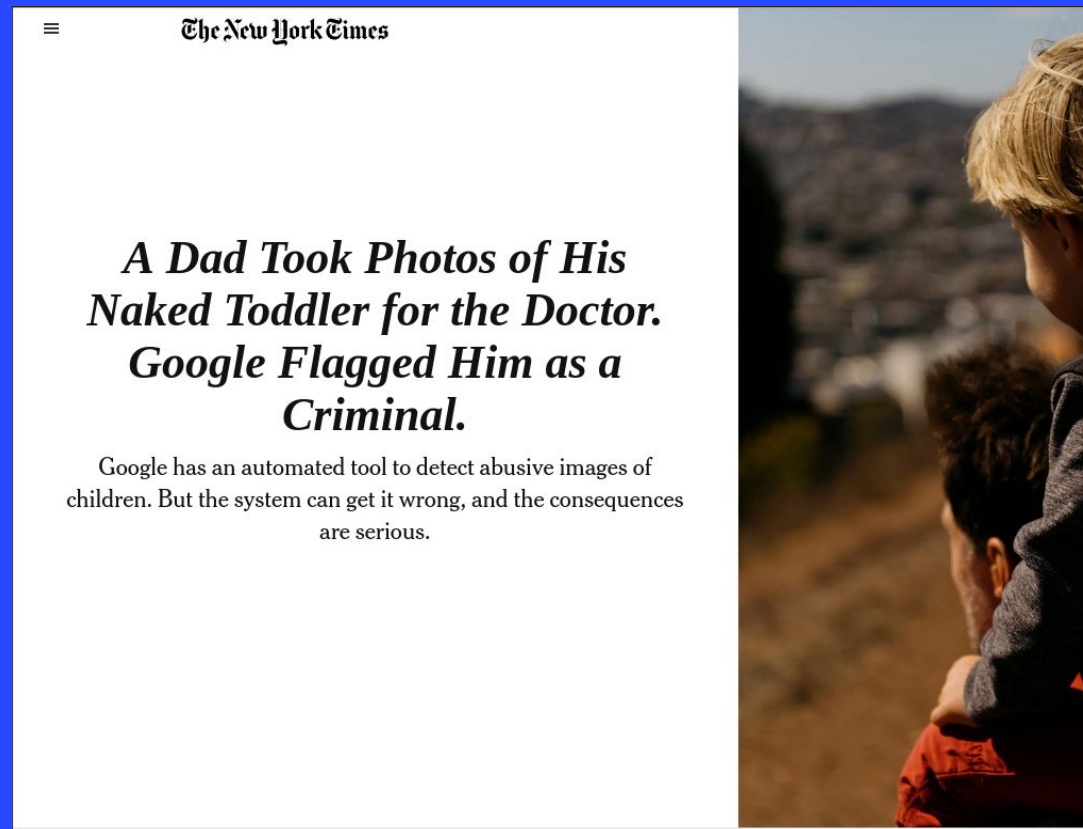 The New York Times
A Dad Took Photos of His
Naked Toddler for the Doctor.
Google Flagged Him as a
Criminal.
Google has an automated tool to detect abusive images of
children. But the system can get it wrong, and the consequences
are serious.